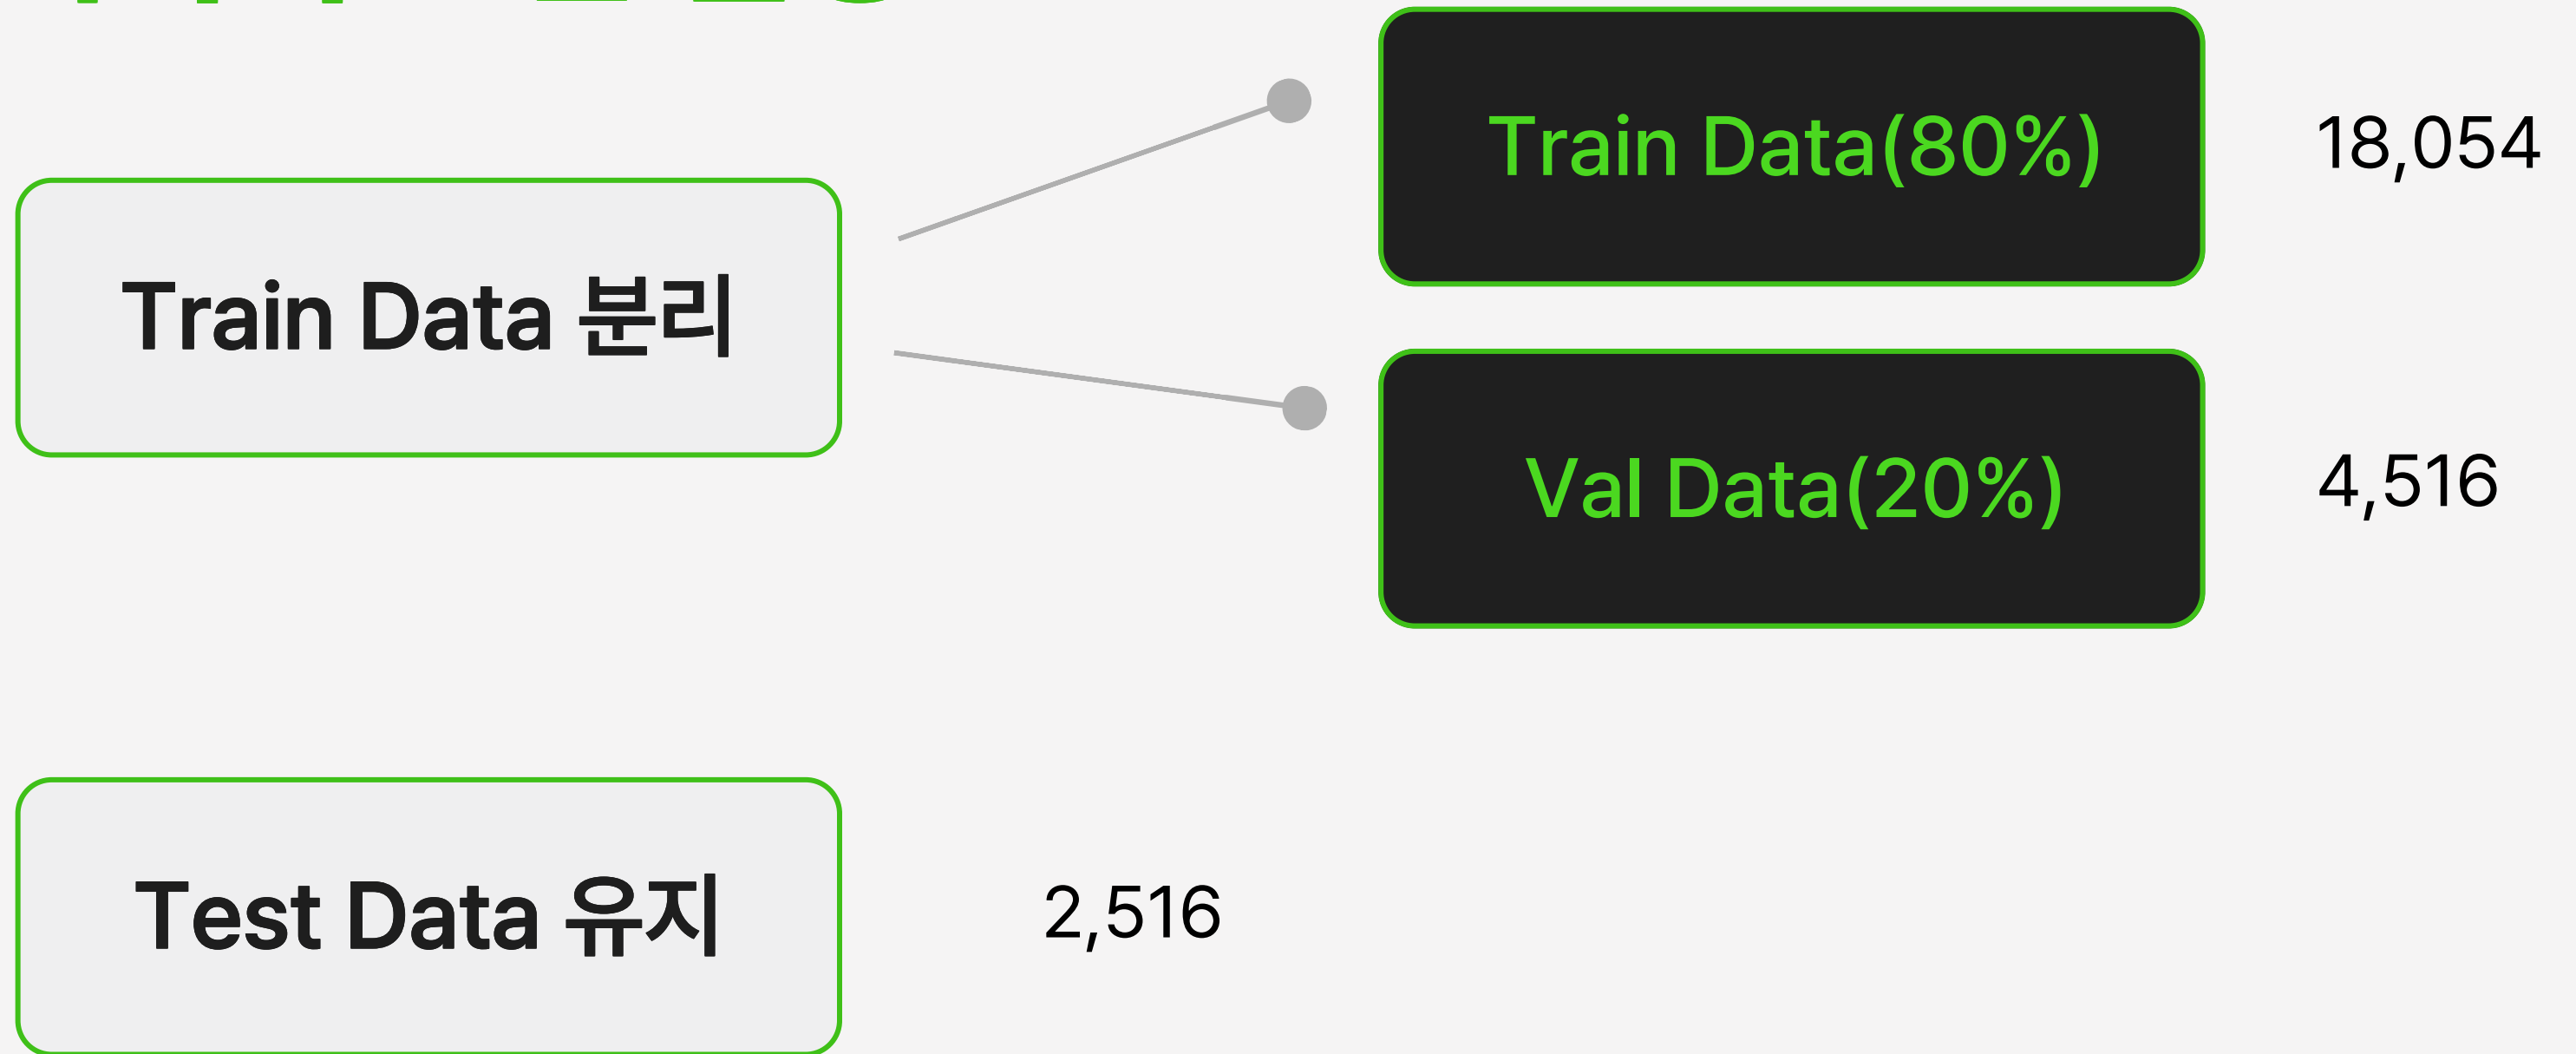 Train Data(80%)
18,054
Train Data 분리
Val Data(20%)
4,516
Test Data 유지
2,516